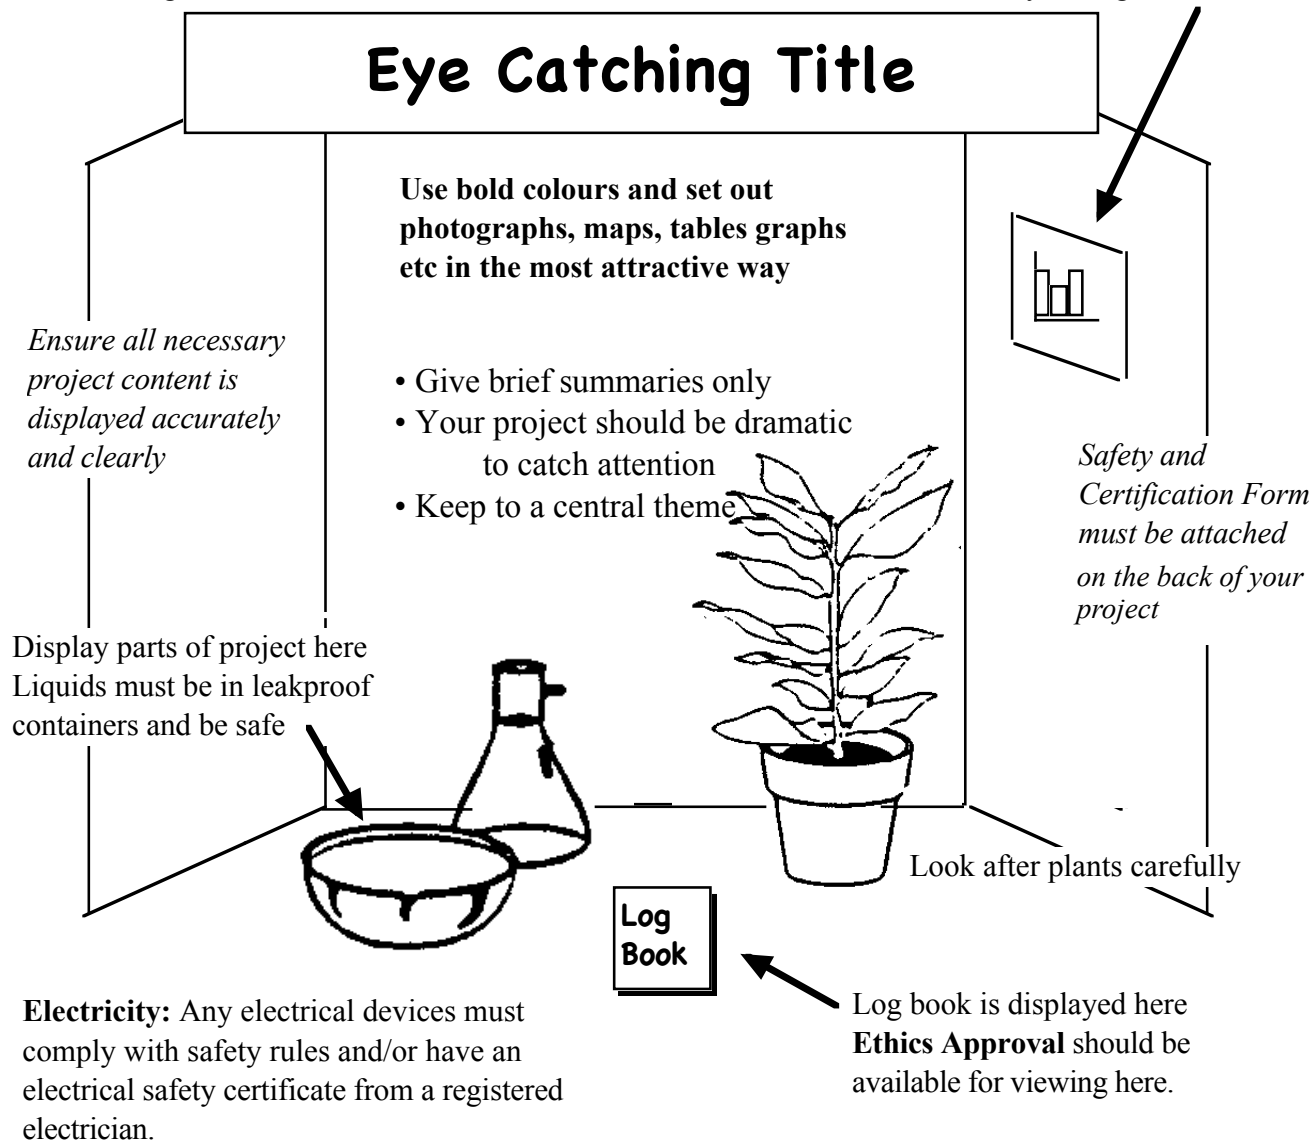 Eye Catching Title
Use bold colours and set out
photographs, maps, tables graphs
etc in the most attractive way
Ensure all necessary
project content is
displayed accurately
and clearly
• Give brief summaries only
• Your project should be dramatic
to catch attention
• Keep to a central theme
Safety and
Certification Form
must be attached
on the back of your
project
Display parts of project here
Liquids must be in leakproof
containers and be safe
Look after plants carefully
Log
Book
Electricity: Any electrical devices must
comply with safety rules and/or have an
electrical safety certificate from a registered
electrician.
Log book is displayed here
Ethics Approval should be
available for viewing here.